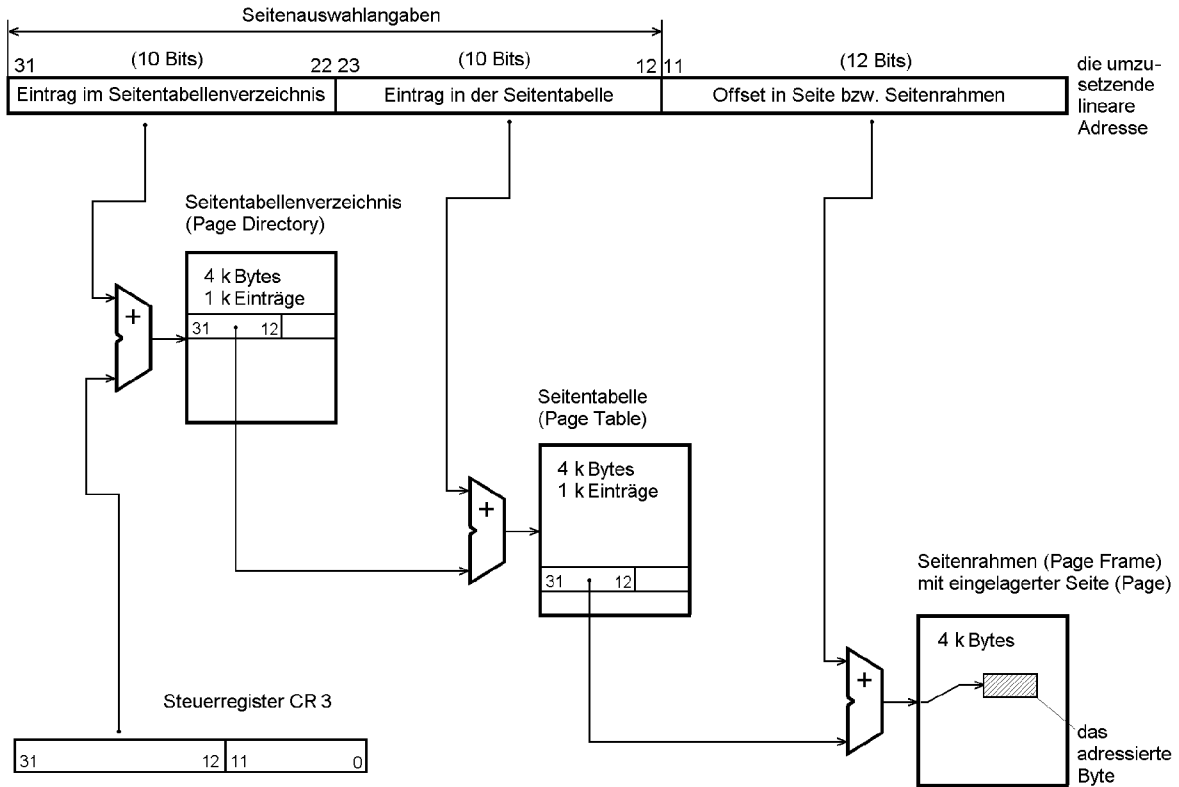 Seitenauswahlangaben
31 (10 Bits) 22 23 (10 Bits) 12 11 (12 Bits)
Eintrag im Seitentabellenverzeichnis Eintrag in der Seitentabelle Offset in Seite bzw. Seitenrahmen
die umzu-
setzende
lineare
Adresse
Seitentabellenverzeichnis
(Page Directory)
4 k Bytes
1 k Einträge
+
31 12
Seitentabelle
(Page Table)
4 k Bytes
1 k Einträge
+
31 12
Seitenrahmen (Page Frame)
mit eingelagerter Seite (Page)
4 k Bytes
+
das
adressierte
Byte
Steuerregister CR 3
31 12 11 0